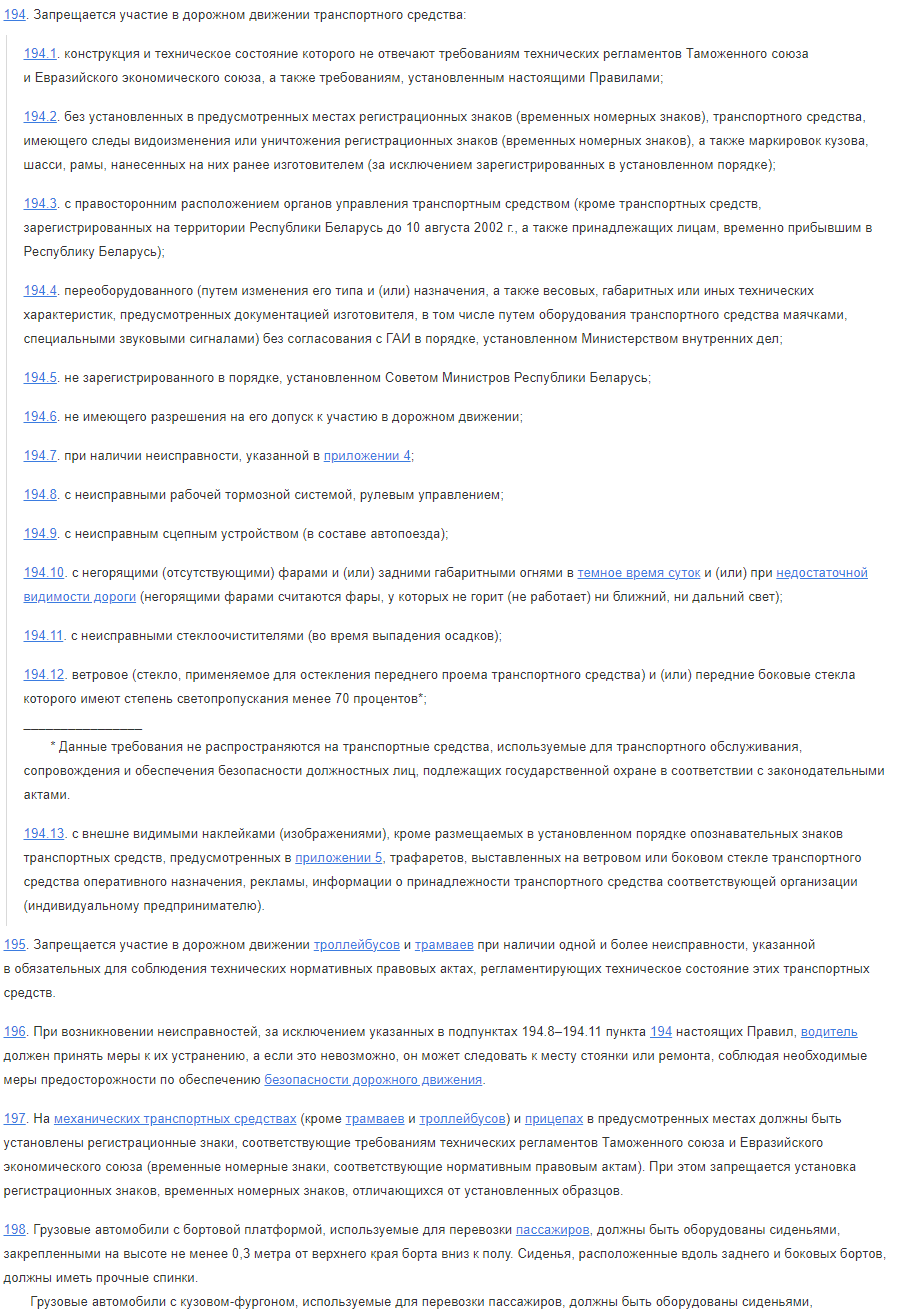 194. Запрещается участие в дорожном движении транспортного средства:
194.1. конструкция и техническое состояние которого не отвечают требованиям технических регламентов Таможенного союза
и Евразийского экономического союза, а также требованиям, установленным настоящими Правилами;
194.2. без установленных в предусмотренных местах регистрационных знаков (временных номерных знаков), транспортного средства,
имеющего следы видоизменения или уничтожения регистрационных знаков (временных номерных знаков), а также маркировок кузова,
шасси, рамы, нанесенных на них ранее изготовителем (за исключением зарегистрированных в установленном порядке);
194.3. с правосторонним расположением органов управления транспортным средством (кроме транспортных средств,
зарегистрированных на территории Республики Беларусь до 10 августа 2002 г., а также принадлежащих лицам, временно прибывшим в
Республику Беларусь);
194.4. переоборудованного (путем изменения его типа и (или) назначения, а также весовых, габаритных или иных технических
характеристик, предусмотренных документацией изготовителя, в том числе путем оборудования транспортного средства маячками,
специальными звуковыми сигналами) без согласования с ГАИ в порядке, установленном Министерством внутренних дел;
194.5. не зарегистрированного в порядке, установленном Советом Министров Республики Беларусь;
194.6. не имеющего разрешения на его допуск к участию в дорожном движении;
194.7. при наличии неисправности, указанной в приложении 4;
194.8. с неисправными рабочей тормозной системой, рулевым управлением;
194.9. с неисправным сцепным устройством (в составе автопоезда);
194.10. с негорящими (отсутствующими) фарами и (или) задними габаритными огнями в темное время суток и (или) при недостаточной
видимости дороги (негорящими фарами считаются фары, у которых не горит (не работает) ни ближний, ни дальний свет);
194.11. с неисправными стеклоочистителями (во время выпадения осадков);
194.12. ветровое (стекло, применяемое для остекления переднего проема транспортного средства) и (или) передние боковые стекла
которого имеют степень светопропускания менее 70 процентов*;
________________
* Данные требования не распространяются на транспортные средства, используемые для транспортного обслуживания,
сопровождения и обеспечения безопасности должностных лиц, подлежащих государственной охране в соответствии с законодательными
актами.
194.13. с внешне видимыми наклейками (изображениями), кроме размещаемых в установленном порядке опознавательных знаков
транспортных средств, предусмотренных в приложении 5, трафаретов, выставленных на ветровом или боковом стекле транспортного
средства оперативного назначения, рекламы, информации о принадлежности транспортного средства соответствующей организации
(индивидуальному предпринимателю).
195. Запрещается участие в дорожном движении троллейбусов и трамваев при наличии одной и более неисправности, указанной
в обязательных для соблюдения технических нормативных правовых актах, регламентирующих техническое состояние этих транспортных
средств.
196. При возникновении неисправностей, за исключением указанных в подпунктах 194.8–194.11 пункта 194 настоящих Правил, водитель
должен принять меры к их устранению, а если это невозможно, он может следовать к месту стоянки или ремонта, соблюдая необходимые
меры предосторожности по обеспечению безопасности дорожного движения.
197. На механических транспортных средствах (кроме трамваев и троллейбусов) и прицепах в предусмотренных местах должны быть
установлены регистрационные знаки, соответствующие требованиям технических регламентов Таможенного союза и Евразийского
экономического союза (временные номерные знаки, соответствующие нормативным правовым актам). При этом запрещается установка
регистрационных знаков, временных номерных знаков, отличающихся от установленных образцов.
198. Грузовые автомобили с бортовой платформой, используемые для перевозки пассажиров, должны быть оборудованы сиденьями,
закрепленными на высоте не менее 0,3 метра от верхнего края борта вниз к полу. Сиденья, расположенные вдоль заднего и боковых бортов,
должны иметь прочные спинки.
Грузовые автомобили с кузовом-фургоном, используемые для перевозки пассажиров, должны быть оборудованы сиденьями,